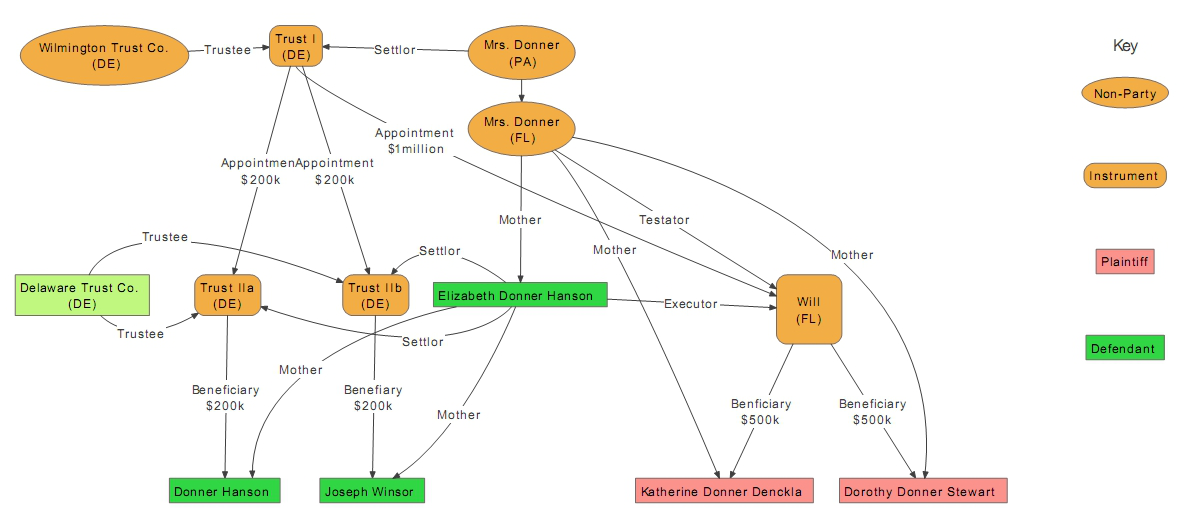 Wilmington Trust Co.
(DE)
Trustee
Trust I
(DE)
Settlor
Mrs. Donner
(PA)
Key
Non-Party
Mrs. Donner
(FL)
Appointment
$1million
Appointmen
$200k
Appointment
$200k
Instrument
Mother
Testator
Mother
Mother
Trustee
Settlor
Plaintiff
Delaware Trust Co.
(DE)
Trust IIa
(DE)
Trust IIb
(DE)
Elizabeth Donner Hanson
Executor
Will
(FL)
Trustee
Settlor
Defendant
Mother
Beneficiary
$200k
Benefiary
$200k
Mother
Benficiary
$500k
Beneficiary
$500k
Donner Hanson
Joseph Winsor
Katherine Donner Denckla
Dorothy Donner Stewart